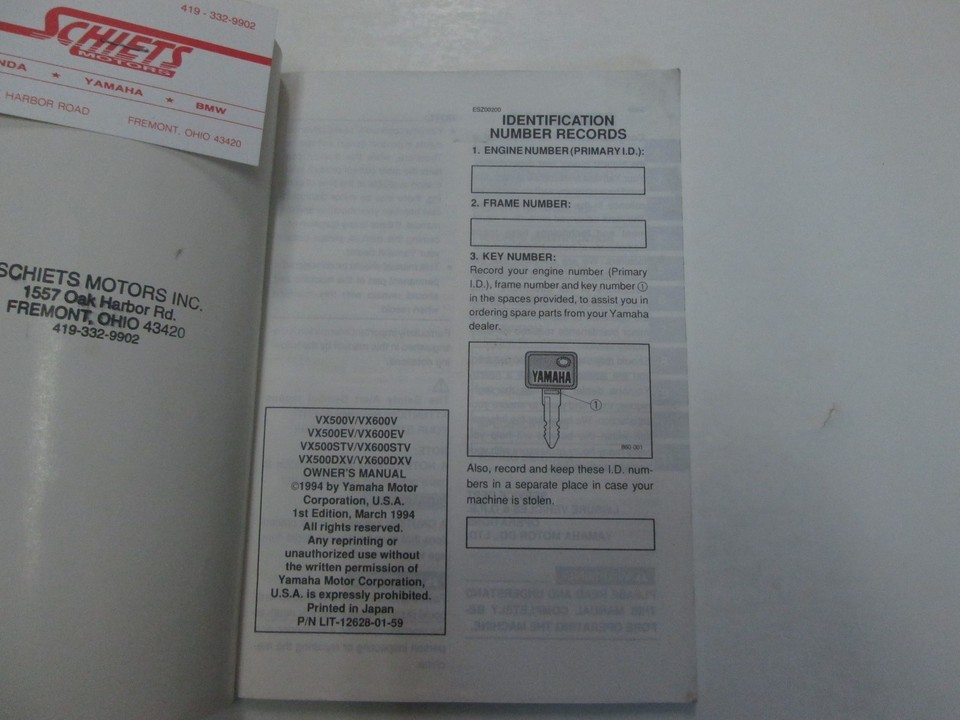 419 - 332-9902
SCHIETS
MOTORS
NDA ★ YAMAHA ★ BMW
HARBOR ROAD
FREMONT, OHIO 43420
SCHIETS MOTORS INC.
1557 Oak Harbor Rd.
FREMONT, OHIO 43420
419-332-9902
VX500V/VX600V
VX500EV/VX600EV
VX500STV/VX600STV
VX500DXV/VX600DXV
OWNER'S MANUAL
©1994 by Yamaha Motor
Corporation, U.S.A.
1st Edition, March 1994
All rights reserved.
Any reprinting or
unauthorized use without
the written permission of
Yamaha Motor Corporation,
U.S.A. is expressly prohibited.
Printed in Japan
P/N LIT-12628-01-59
IDENTIFICATION
NUMBER RECORDS
1. ENGINE NUMBER (PRIMARY I.D.):
2. FRAME NUMBER:
3. KEY NUMBER:
Record your engine number (Primary
I.D.), frame number and key number ①
in the spaces provided, to assist you in
ordering spare parts from your Yamaha
dealer.
YAMAHA
①
Also, record and keep these I.D. num-
bers in a separate place in case your
machine is stolen.